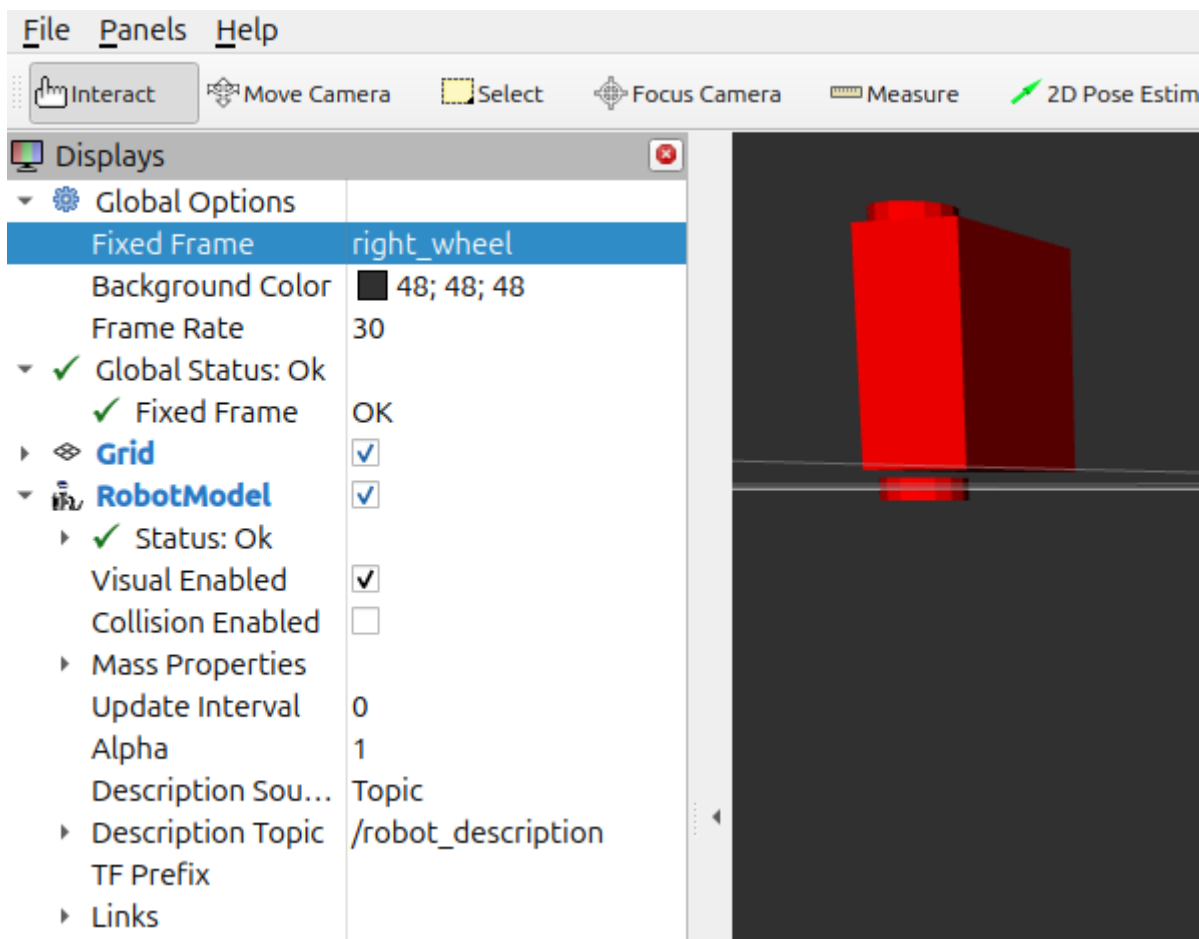 File Panels Help
Interact Move Camera Select Focus Camera Measure 2D Pose Estim
Displays
Global Options
Fixed Frame right_wheel
Background Color 48; 48; 48
Frame Rate 30
Global Status: Ok
Fixed Frame OK
Grid
RobotModel
Status: Ok
Visual Enabled
Collision Enabled
Mass Properties
Update Interval 0
Alpha 1
Description Sou... Topic
Description Topic /robot_description
TF Prefix
Links